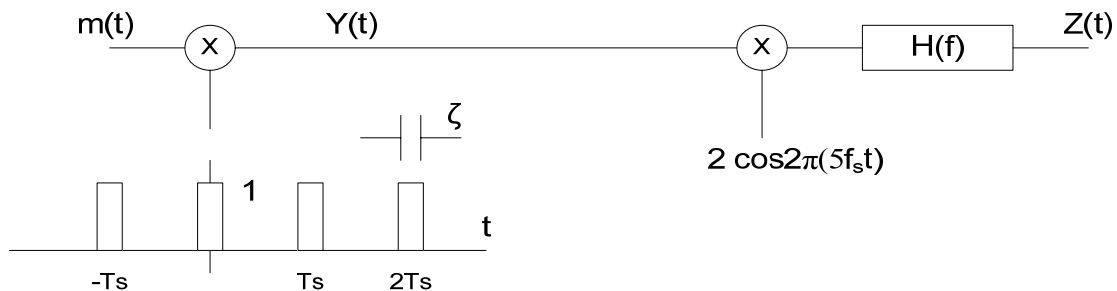 m(t)
X
Y(t)
X
H(f)
Z(t)
ζ
2 cos2π(5fst)
1
t
-Ts
Ts
2Ts